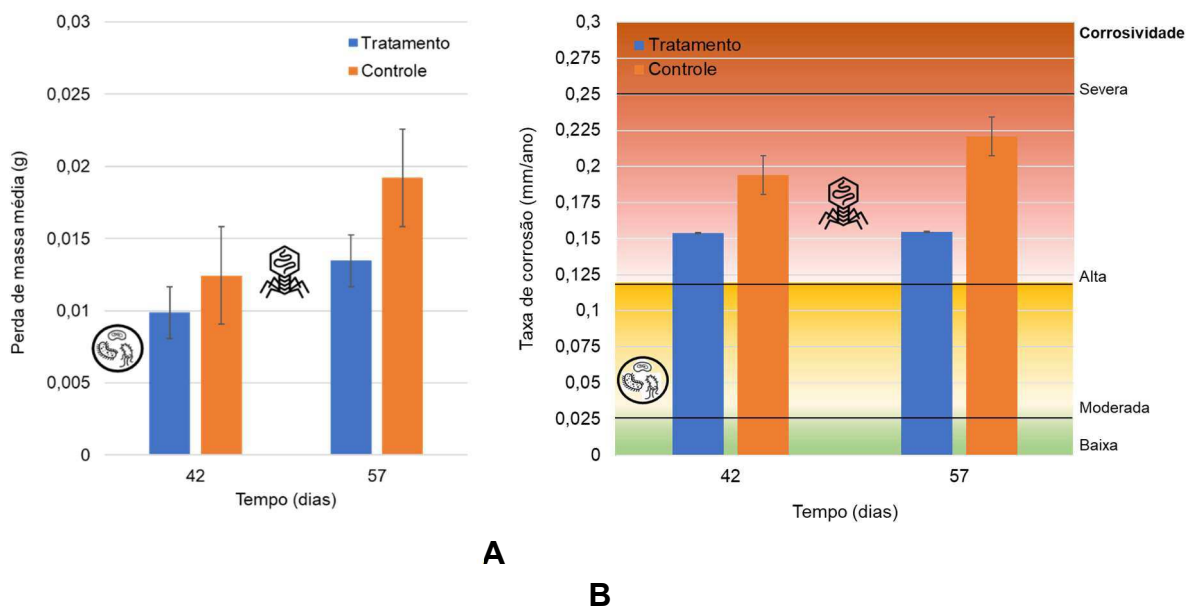 0,03
0,025
0,02
0,015
0,01
0,005
0
Perda de massa média (g)
Tratamento
Controle
42
57
Tempo (dias)
0,3
0,275
0,25
0,225
0,2
0,175
0,15
0,125
0,1
0,075
0,05
0,025
0
Taxa de corrosão (mm/ano)
Tratamento
Controle
Corrosividade
Severa
Alta
Moderada
Baixa
42
57
Tempo (dias)
A
B